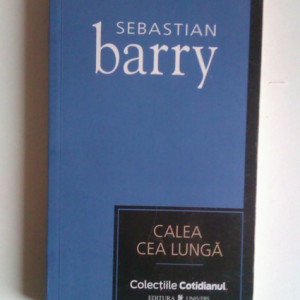 SEBASTIAN
barry
CALEA
CEA LUNGĂ
Colecțiile Cotidianul.
EDITURA UNIVERS